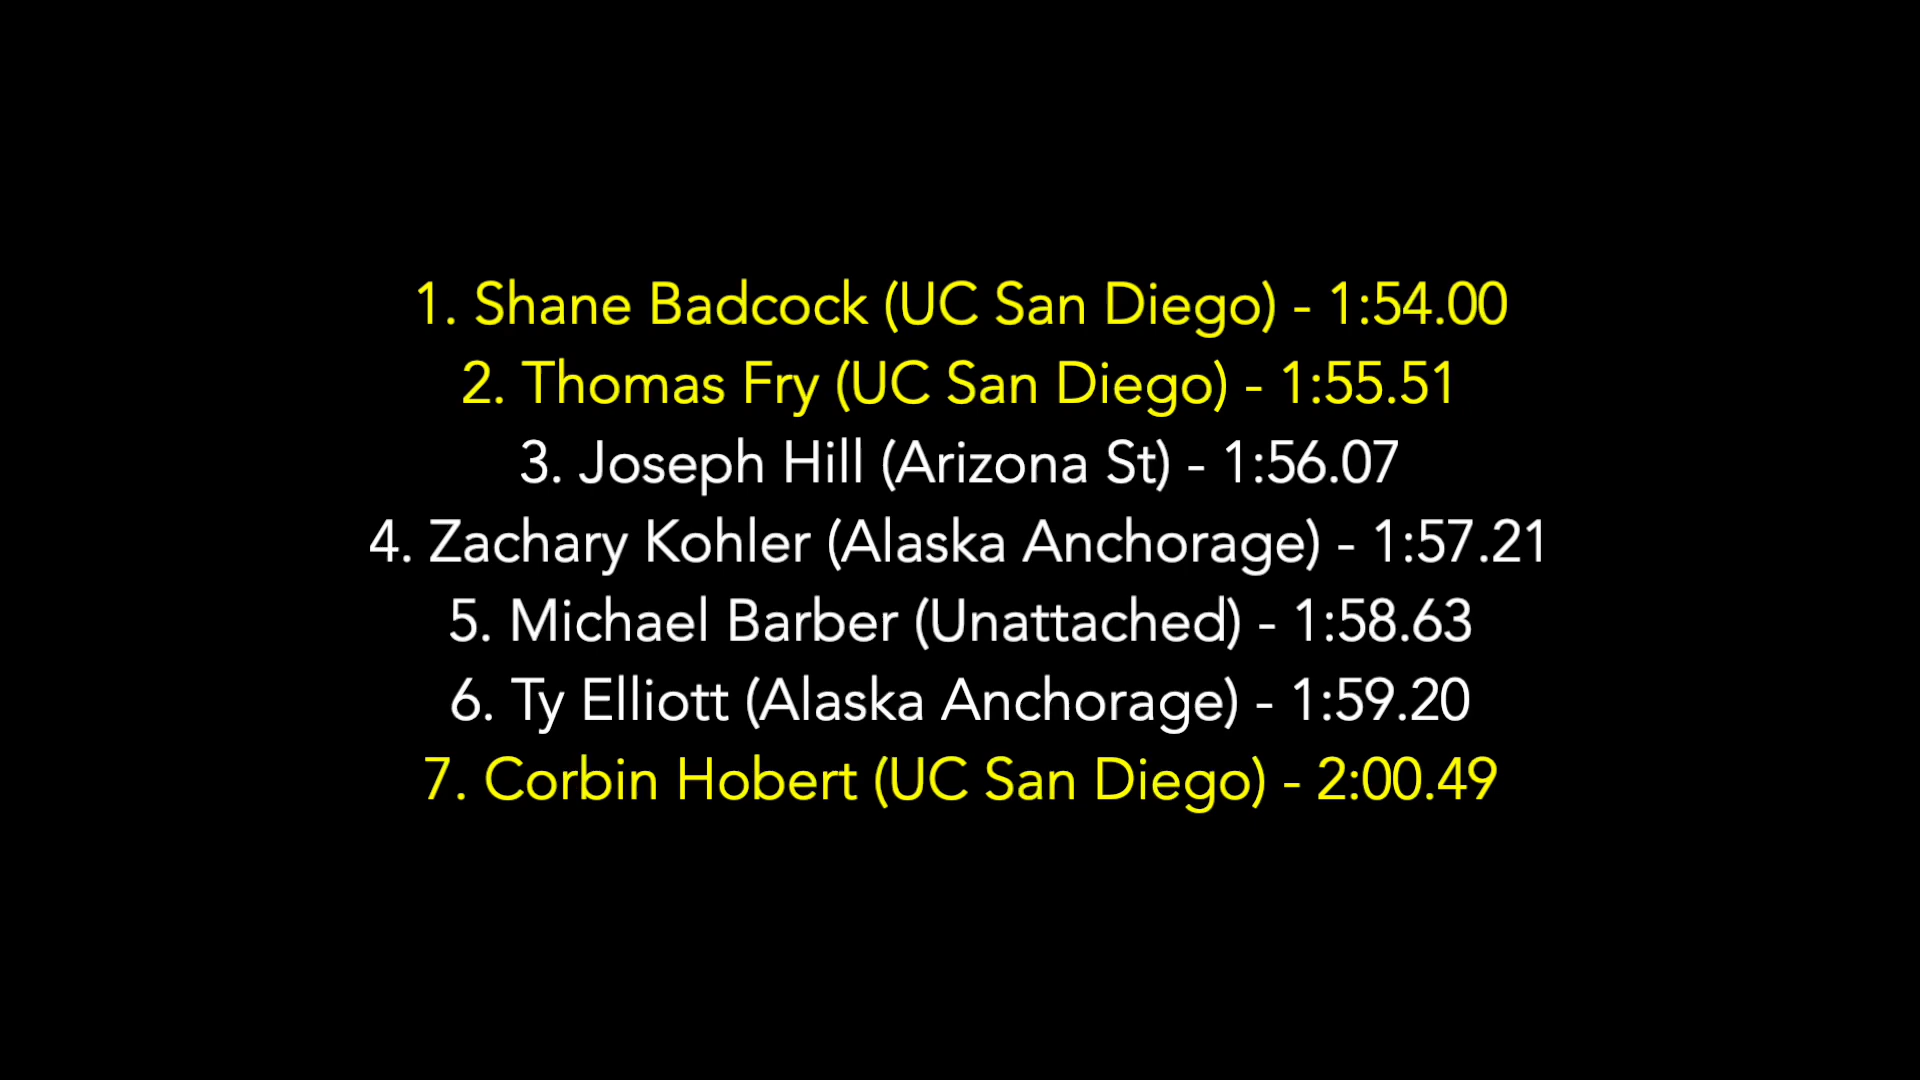 1. Shane Badcock (UC San Diego) - 1:54.00
2. Thomas Fry (UC San Diego) - 1:55.51
3. Joseph Hill (Arizona St) - 1:56.07
4. Zachary Kohler (Alaska Anchorage) - 1:57.21
5. Michael Barber (Unattached) - 1:58.63
6. Ty Elliott (Alaska Anchorage) - 1:59.20
7. Corbin Hobert (UC San Diego) - 2:00.49